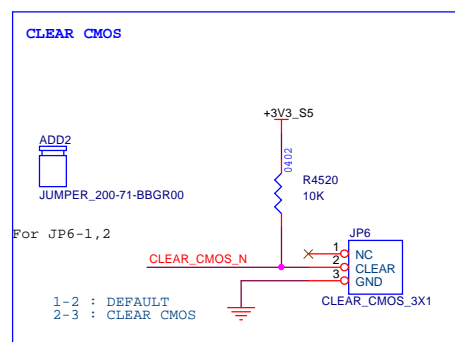 CLEAR CMOS
+3V3_S5
0402
ADD2
R4520
10K
JUMPER_200-71-BBGR00
For JP6-1,2
JP6
1 NC
CLEAR_CMOS_N
2 CLEAR
3 GND
CLEAR_CMOS_3X1
1-2 : DEFAULT
2-3 : CLEAR CMOS